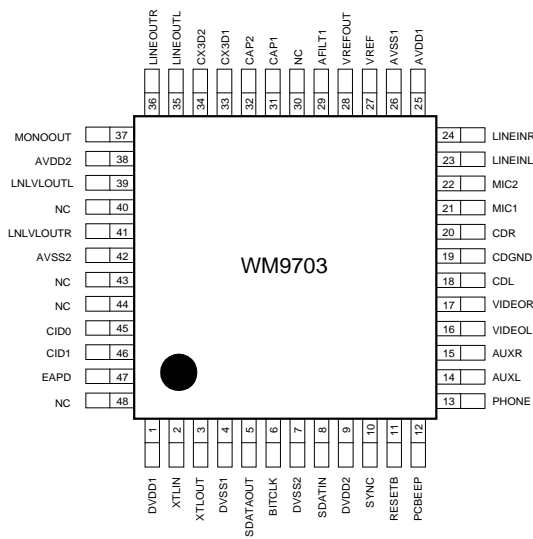 LINEOUTR LINEOUTL CX3D2 CX3D1 CAP2 CAP1 NC AFILT1 VREFOUT VREF AVSS1 AVDD1
36 35 34 33 32 31 30 29 28 27 26 25
MONOOUT 37 24 LINEINR
AVDD2 38 23 LINEINL
LNLVLOUTL 39 22 MIC2
NC 40 21 MIC1
LNLVLOUTR 41 20 CDR
AVSS2 42 19 CDGND
WM9703
NC 43 18 CDL
NC 44 17 VIDEOR
CID0 45 16 VIDEOL
CID1 46 15 AUXR
EAPD 47 14 AUXL
NC 48 13 PHONE
1 2 3 4 5 6 7 8 9 10 11 12
DVDD1 XTLIN XTLOUT DVSS1 SDATAOUT BITCLK DVSS2 SDATIN DVDD2 SYNC RESETB PCBEEP